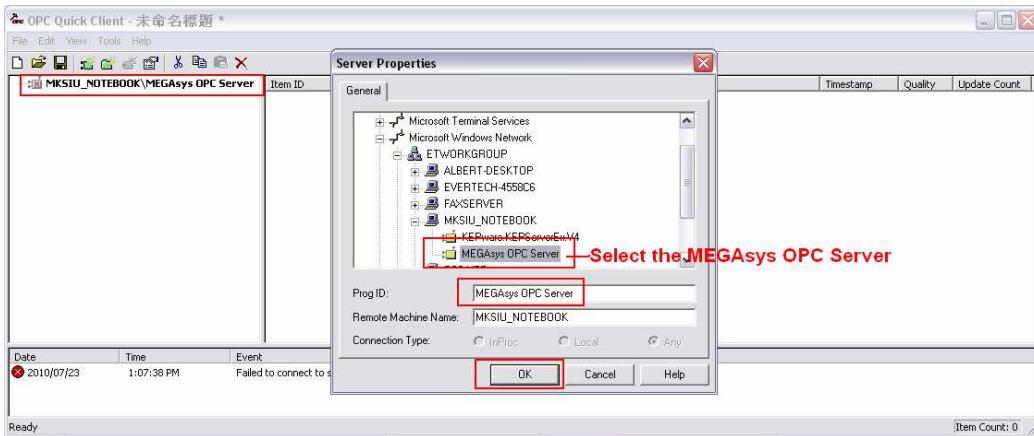 OPC Quick Client - 未命名標題 *
File Edit View Tools Help
MKSIU_NOTEBOOK\MEGAsys OPC Server
Item ID
Timestamp Quality Update Count
Server Properties
General
Microsoft Terminal Services
Microsoft Windows Network
ETWORKGROUP
ALBERT-DESKTOP
EVERTECH-4558C6
FAXSERVER
MKSIU_NOTEBOOK
KEPware.KEPServerEx.V4
MEGAsys OPC Server
Select the MEGAsys OPC Server
Prog ID: MEGAsys OPC Server
Remote Machine Name: MKSIU_NOTEBOOK
Connection Type: InProc Local Any
OK Cancel Help
Date Time Event
2010/07/23 1:07:38 PM Failed to connect to s
Ready Item Count: 0